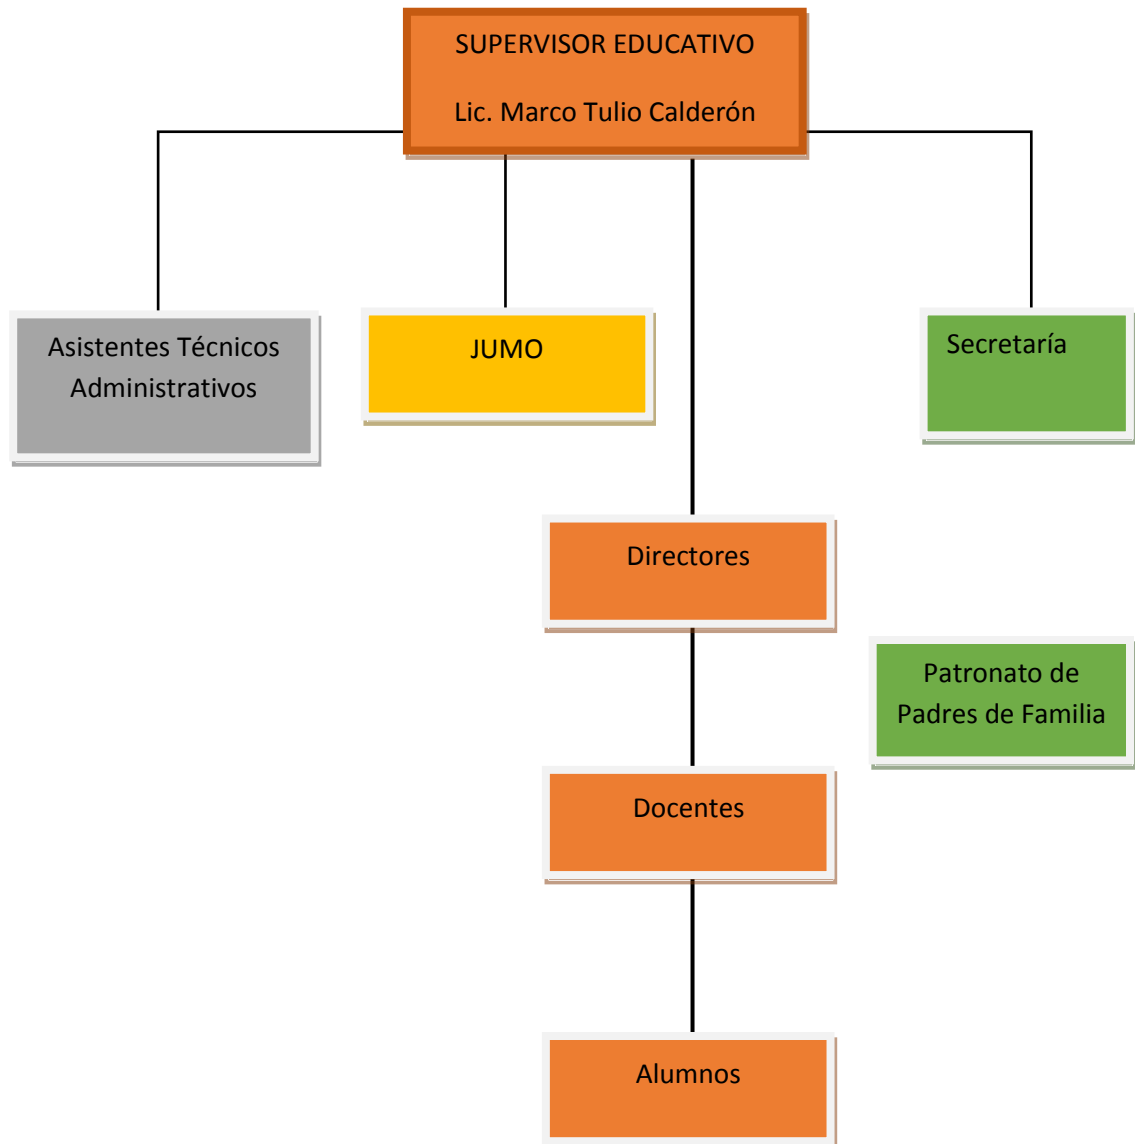 SUPERVISOR EDUCATIVO
Lic. Marco Tulio Calderón
Asistentes Técnicos
Administrativos
JUMO
Secretaría
Directores
Patronato de
Padres de Familia
Docentes
Alumnos